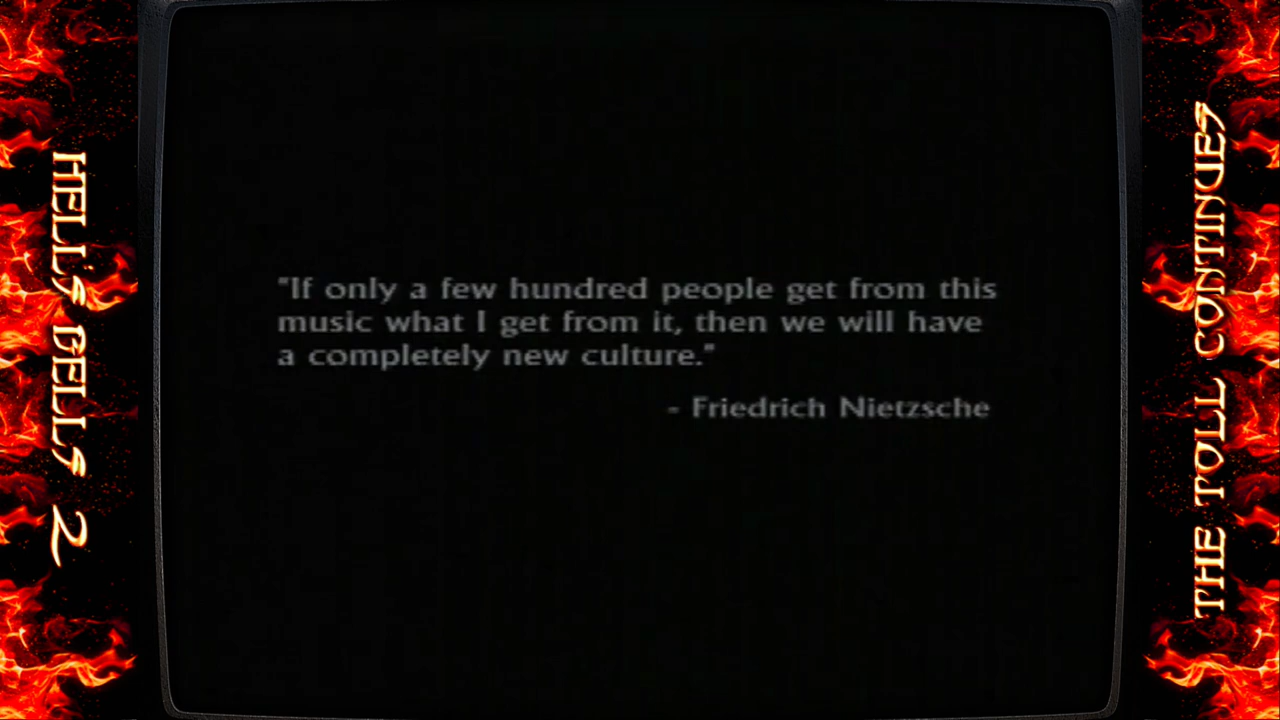 HELL'S BELLS 2
"If only a few hundred people get from this
music what I get from it, then we will have
a completely new culture."
- Friedrich Nietzsche
THE TOLL CONTINUES